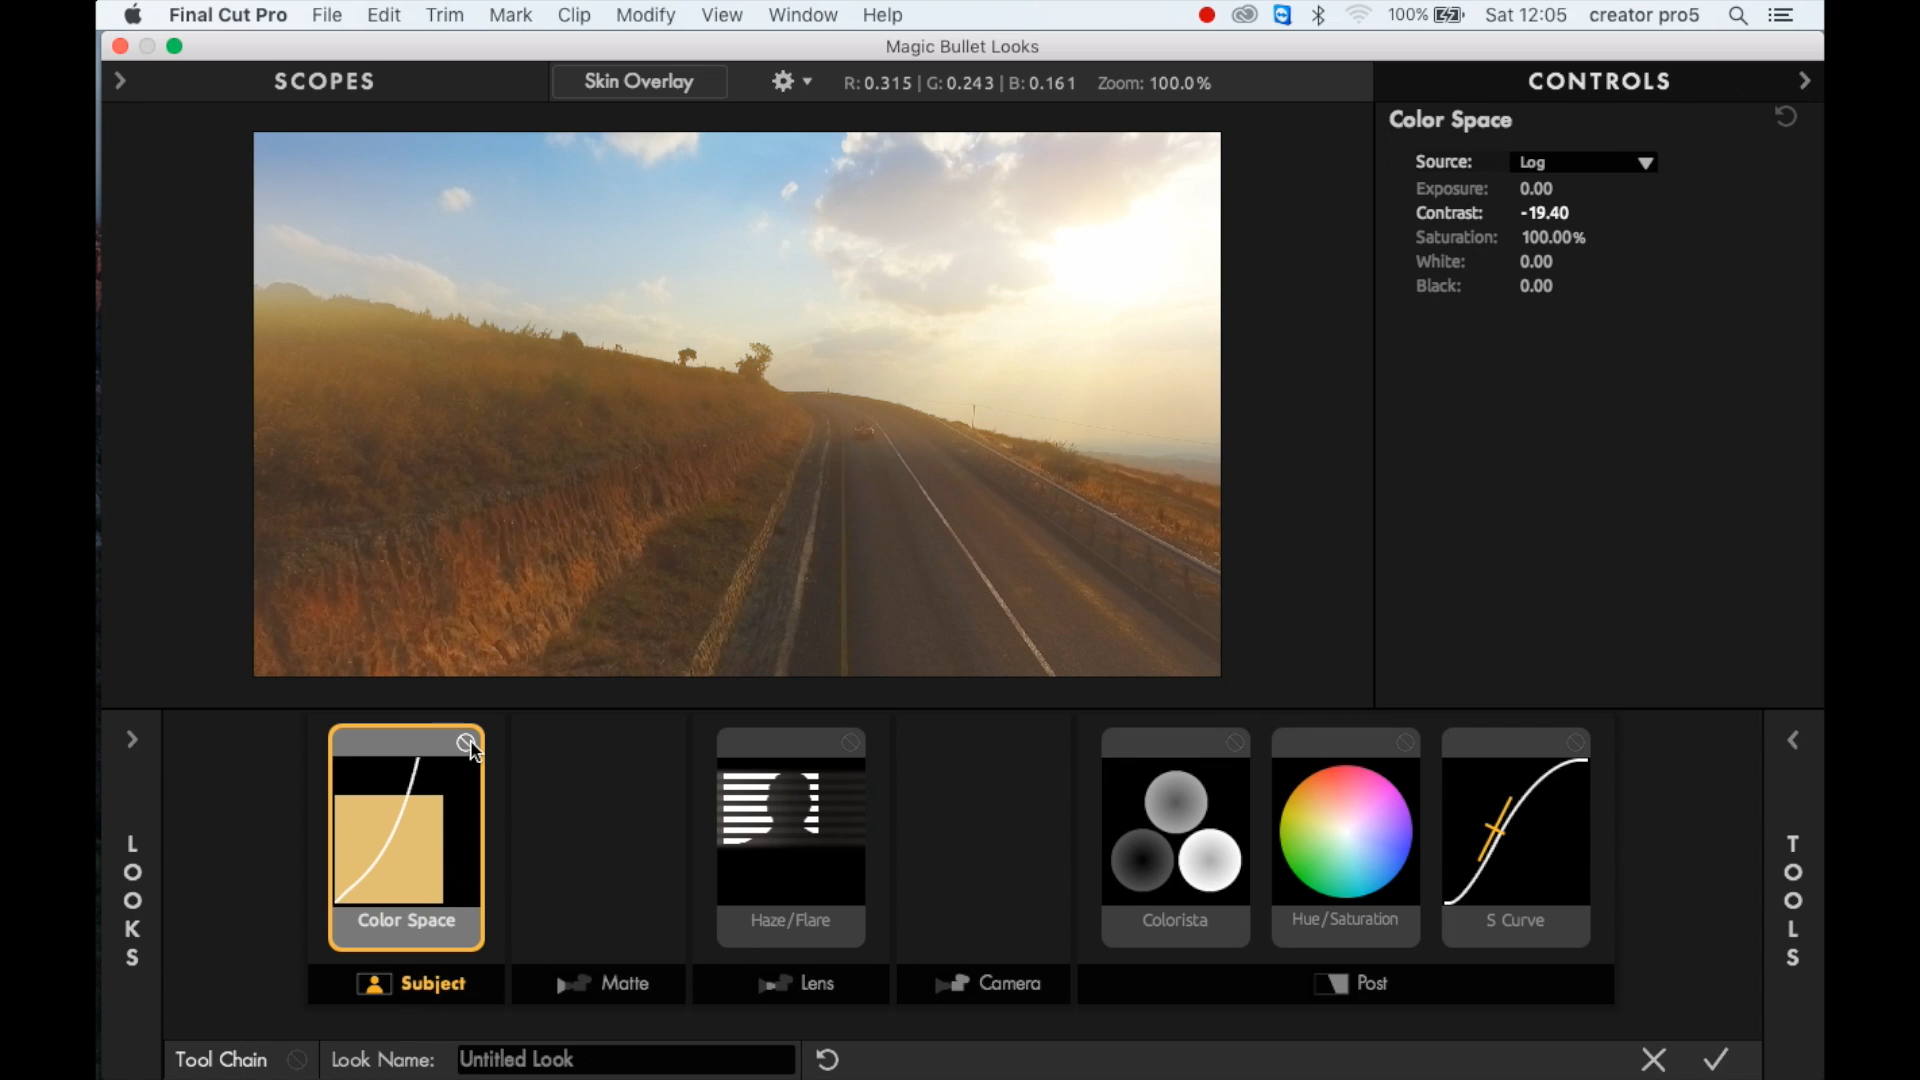 Final Cut Pro File Edit Trim Mark Clip Modify View Window Help 100% Sat 12:05 creator pro5
Magic Bullet Looks
SCOPES Skin Overlay R: 0.315 | G: 0.243 | B: 0.161 Zoom: 100.0% CONTROLS
Color Space
Source: Log
Exposure: 0.00
Contrast: -19.40
Saturation: 100.00%
White: 0.00
Black: 0.00
LOOKS
Color Space Haze/Flare Colorista Hue/Saturation S Curve
Subject Matte Lens Camera Post
TOOLS
Tool Chain Look Name: Untitled Look